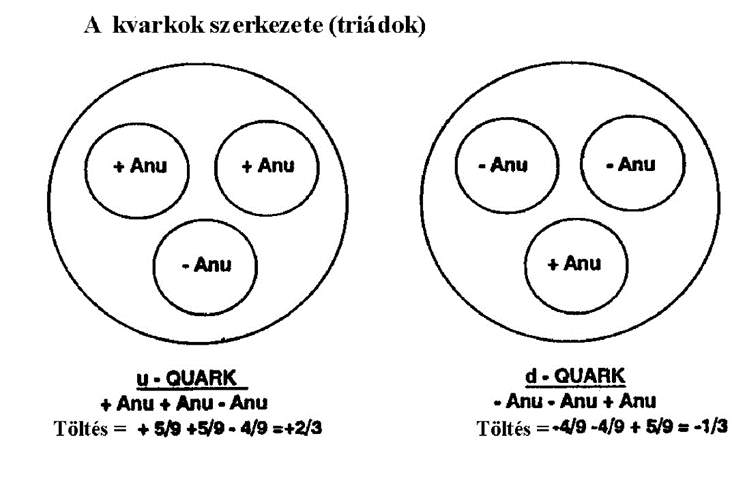 A kvarkok szerkezete (triádok)
+ Anu
+ Anu
- Anu
u - QUARK
+ Anu + Anu - Anu
Töltés = + 5/9 +5/9 - 4/9 =+2/3
- Anu
- Anu
+ Anu
d - QUARK
- Anu - Anu + Anu
Töltés = -4/9 -4/9 + 5/9 = -1/3